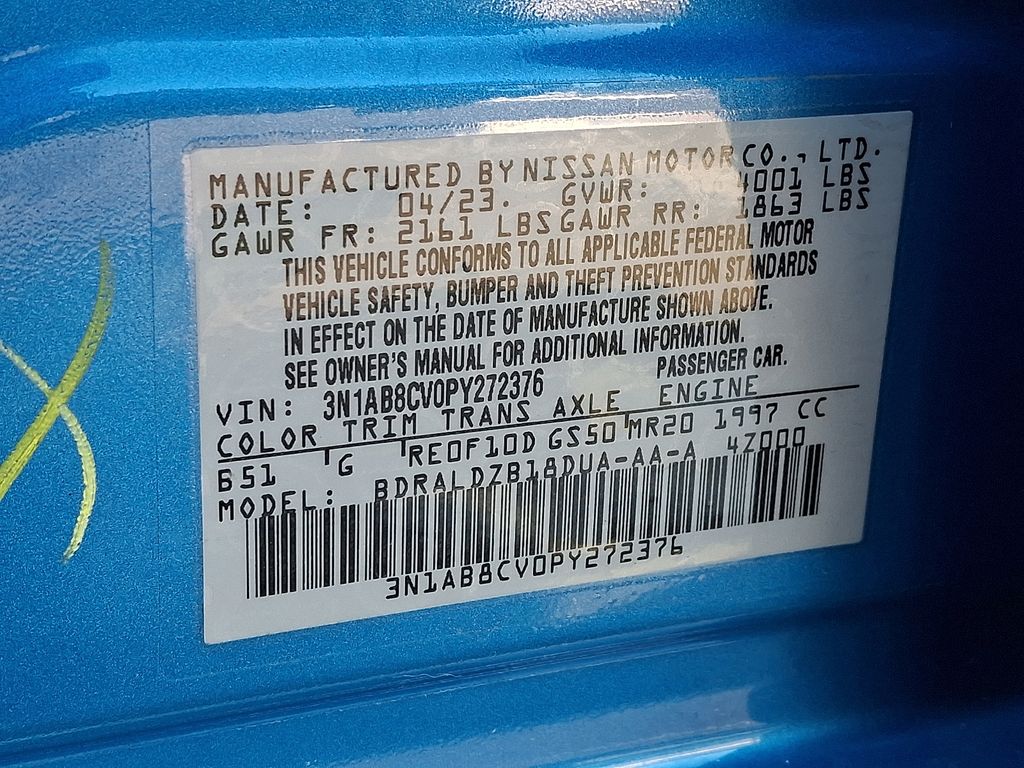 MANUFACTURED BY NISSAN MOTOR CO., LTD.
DATE: 04/23. GVWR: 4001 LBS
GAWR FR: 2161 LBS GAWR RR: 1863 LBS
THIS VEHICLE CONFORMS TO ALL APPLICABLE FEDERAL MOTOR
VEHICLE SAFETY, BUMPER AND THEFT PREVENTION STANDARDS
IN EFFECT ON THE DATE OF MANUFACTURE SHOWN ABOVE.
SEE OWNER'S MANUAL FOR ADDITIONAL INFORMATION.
VIN: 3N1AB8CV0PY272376 PASSENGER CAR.
COLOR TRIM TRANS AXLE ENGINE
B51 G RE0F10D GS50 MR20 1997 CC
MODEL: BDRALDZB18DUA-AA-A 4Z000
3N1AB8CV0PY272376